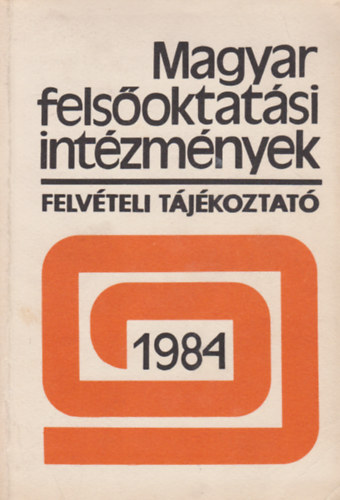 Magyar
felsőoktatási
intézmények
FELVÉTELI TÁJÉKOZTATÓ
1984